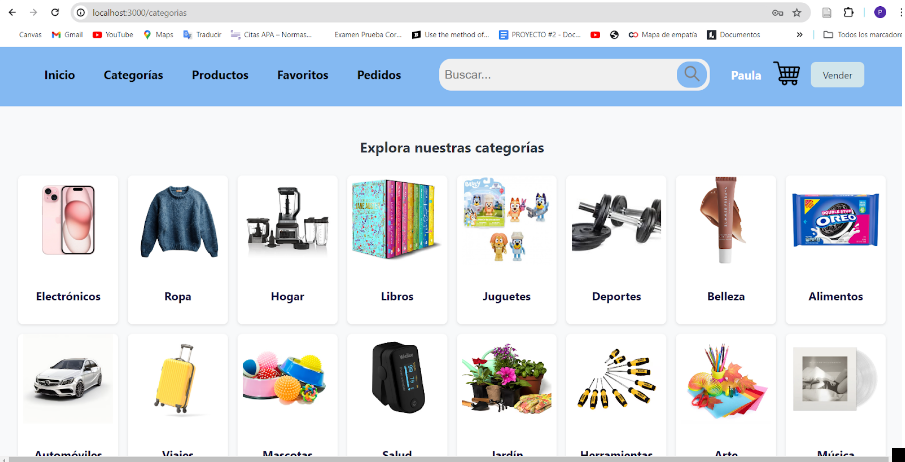 localhost:3000/categorias
Canvas Gmail YouTube Maps Traducir Citas APA – Normas... Examen Prueba Cor... Use the method of... PROYECTO #2 - Doc... Mapa de empatía Documentos » Todos los marcadore
Inicio Categorías Productos Favoritos Pedidos Buscar... Paula Vender
Explora nuestras categorías
OREO
Electrónicos Ropa Hogar Libros Juguetes Deportes Belleza Alimentos
Automóviles Viajes Mascotas Salud Jardín Herramientas Arte Música